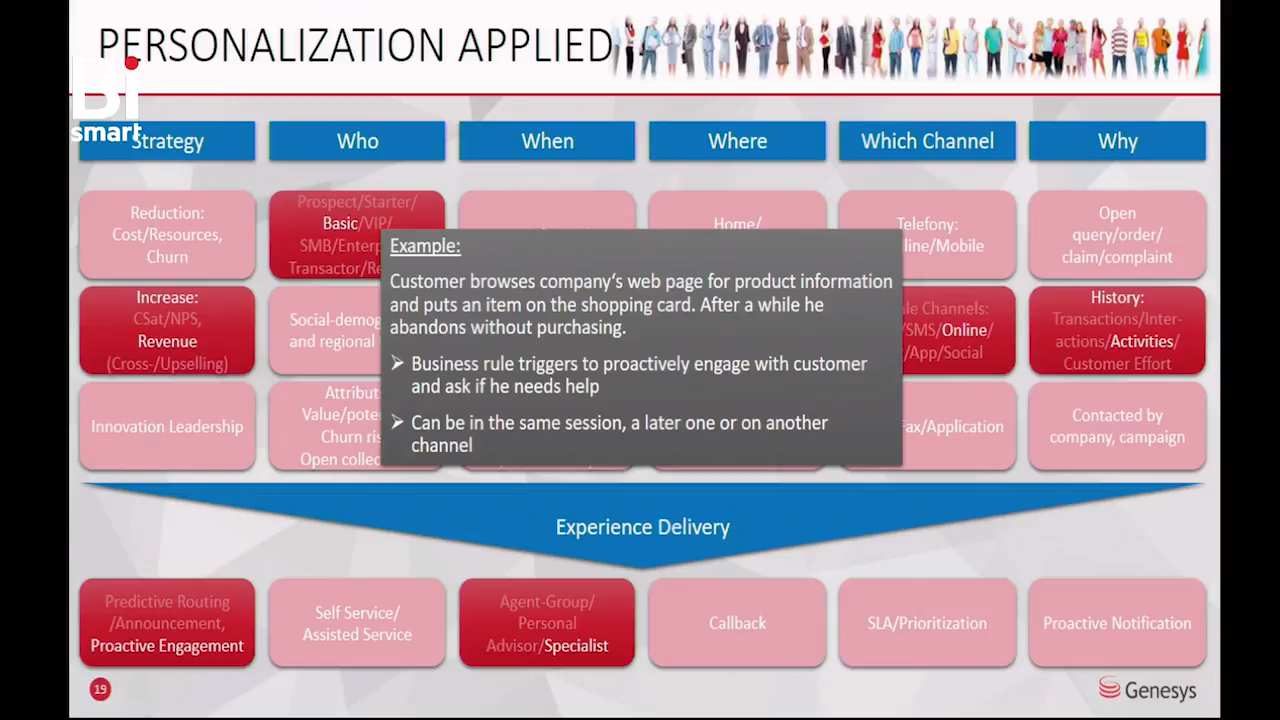 PERSONALIZATION APPLIED
Bi
smart
Strategy
Who
When
Where
Which Channel
Why
Reduction:
Cost/Resources,
Churn
Prospect/Starter/
Basic/VIP/
SMB/Enterp
Transactor/Re
Home/
Telefony:
line/Mobile
Open
query/order/
claim/complaint
Example:
Customer browses company's web page for product information
and puts an item on the shopping card. After a while he
abandons without purchasing.
Business rule triggers to proactively engage with customer
and ask if he needs help
Can be in the same session, a later one or on another
channel
Increase:
CSat/NPS,
Revenue
(Cross-/Upselling)
Social-demog
and regional
Channels:
/SMS/Online/
/App/Social
History:
Transactions/Inter-
actions/Activities/
Customer Effort
Innovation Leadership
Attribut
Value/poten
Churn ris
Open collec
Fax/Application
Contacted by
company, campaign
Experience Delivery
Predictive Routing
/Announcement,
Proactive Engagement
Self Service/
Assisted Service
Agent-Group/
Personal
Advisor/Specialist
Callback
SLA/Prioritization
Proactive Notification
19
Genesys